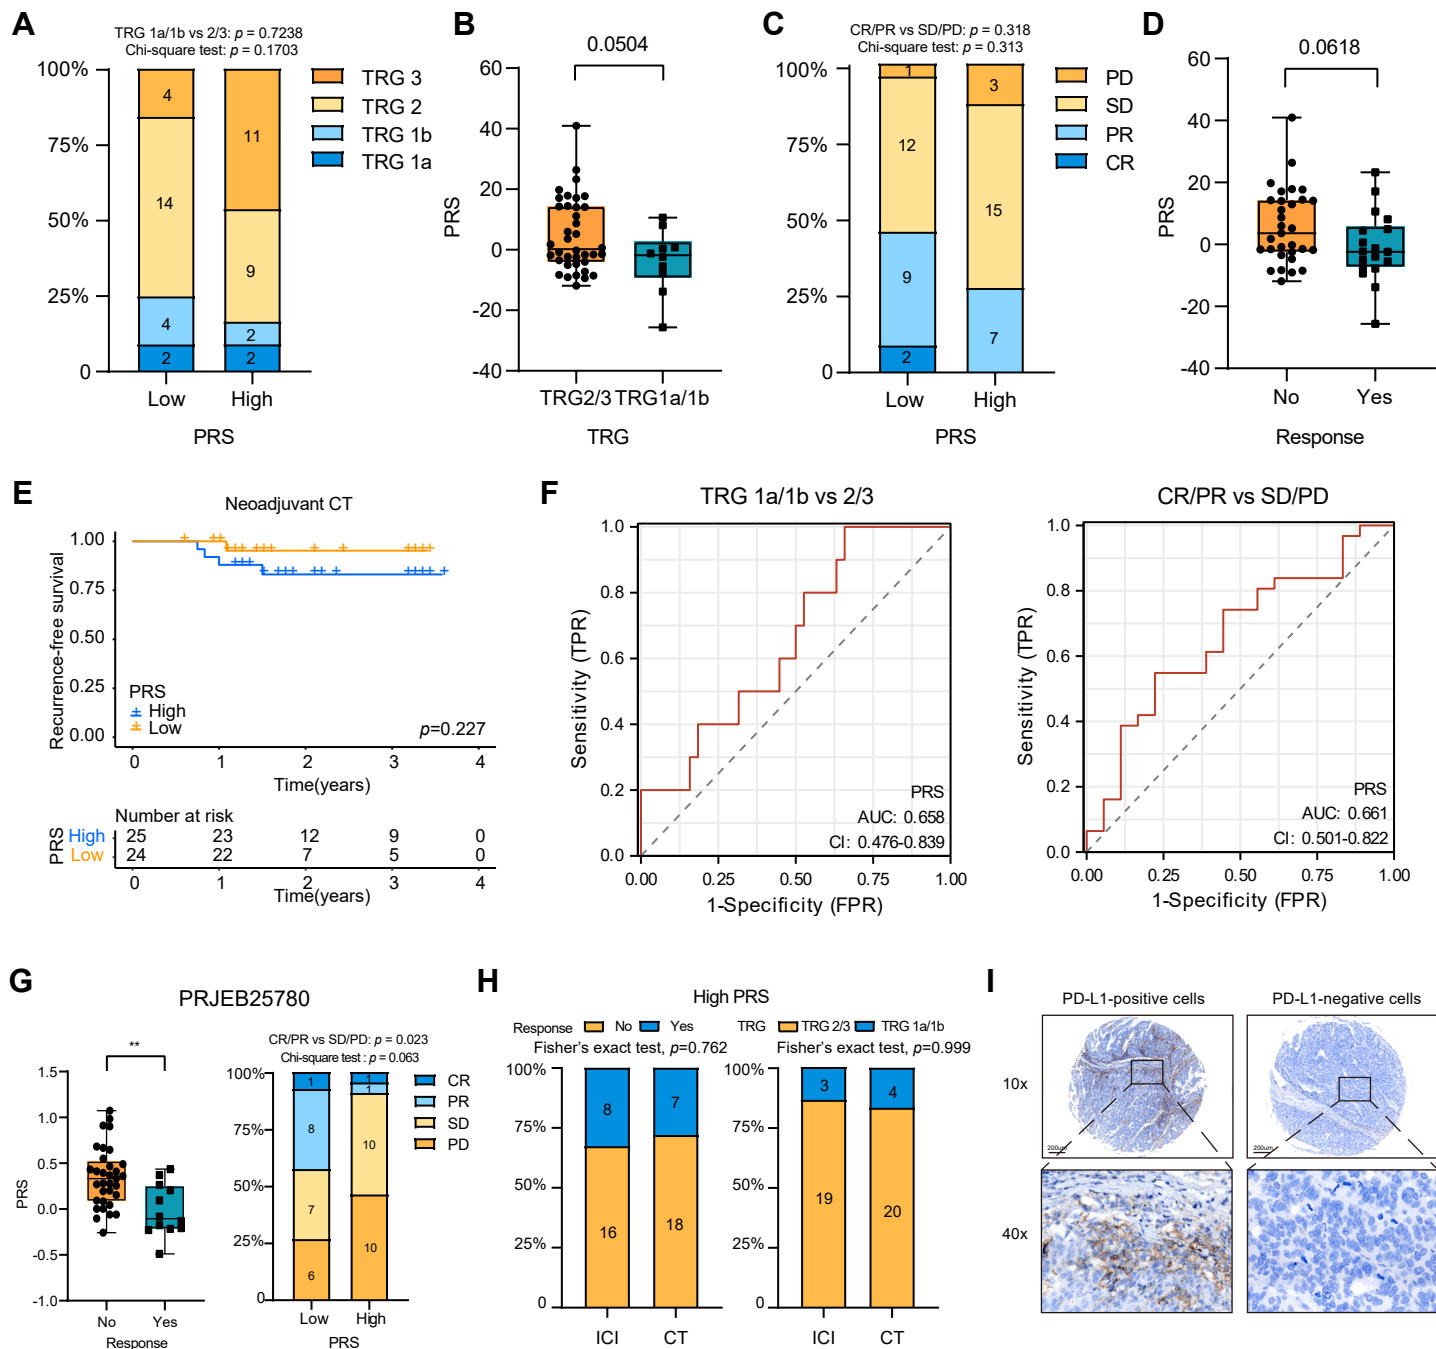 A
TRG 1a/1b vs 2/3: p = 0.7238
Chi-square test: p = 0.1703
100%
75%
50%
25%
0
4
14
4
2
11
9
2
2
Low
High
PRS
TRG 3
TRG 2
TRG 1b
TRG 1a
B
0.0504
PRS
60
40
20
0
-20
-40
TRG2/3
TRG1a/1b
TRG
C
CR/PR vs SD/PD: p = 0.318
Chi-square test: p = 0.313
100%
75%
50%
25%
0
1
12
9
2
3
15
7
Low
High
PRS
PD
SD
PR
CR
D
0.0618
PRS
60
40
20
0
-20
-40
No
Yes
Response
E
Neoadjuvant CT
Recurrence-free survival
1.00
0.75
0.50
0.25
0.00
PRS
High
Low
p=0.227
0 1 2 3 4
Time(years)
Number at risk
PRS
High 25 23 12 9 0
Low 24 22 7 5 0
0 1 2 3 4
Time(years)
F
TRG 1a/1b vs 2/3
Sensitivity (TPR)
1.0
0.8
0.6
0.4
0.2
0.0
PRS
AUC: 0.658
CI: 0.476-0.839
0.00 0.25 0.50 0.75 1.00
1-Specificity (FPR)
CR/PR vs SD/PD
Sensitivity (TPR)
1.0
0.8
0.6
0.4
0.2
0.0
PRS
AUC: 0.661
CI: 0.501-0.822
0.00 0.25 0.50 0.75 1.00
1-Specificity (FPR)
G
PRJEB25780
**
PRS
1.5
1.0
0.5
0.0
-0.5
-1.0
No
Yes
Response
CR/PR vs SD/PD: p = 0.023
Chi-square test : p = 0.063
100%
75%
50%
25%
0
1
8
7
6
1
1
10
10
Low
High
PRS
CR
PR
SD
PD
H
High PRS
Response No Yes
Fisher's exact test, p=0.762
100%
75%
50%
25%
0
8
16
7
18
ICI
CT
TRG TRG 2/3 TRG 1a/1b
Fisher's exact test, p=0.999
100%
75%
50%
25%
0
3
19
4
20
ICI
CT
I
PD-L1-positive cells
PD-L1-negative cells
10x
200um
200um
40x